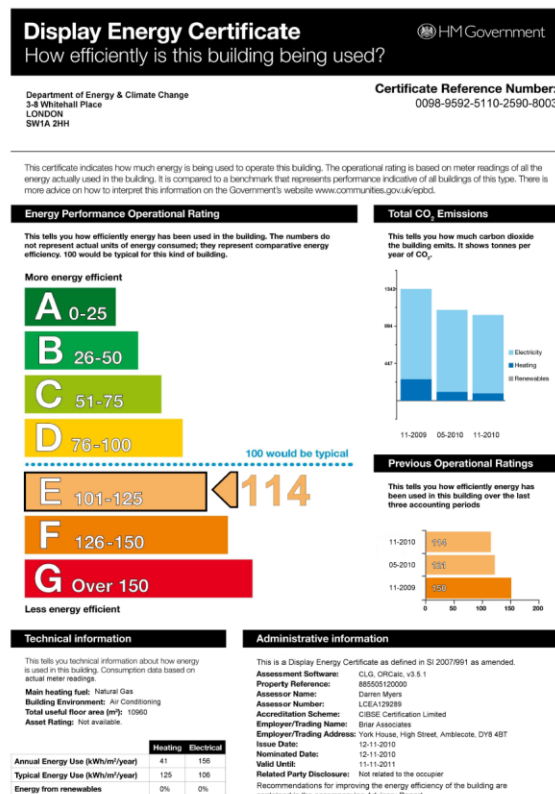 Display Energy Certificate
How efficiently is this building being used?
HM Government
Department of Energy & Climate Change
3-8 Whitehall Place
LONDON
SW1A 2HH
Certificate Reference Number:
0098-9592-5110-2590-8003
This certificate indicates how much energy is being used to operate this building. The operational rating is based on meter readings of all the
energy actually used in the building. It is compared to a benchmark that represents performance indicative of all buildings of this type. There is
more advice on how to interpret this information on the Government's website www.communities.gov.uk/epbd.
Energy Performance Operational Rating
This tells you how efficiently energy has been used in the building. The numbers do
not represent actual units of energy consumed; they represent comparative energy
efficiency. 100 would be typical for this kind of building.
More energy efficient
A 0-25
B 26-50
C 51-75
D 76-100
100 would be typical
E 101-125
114
F 126-150
G Over 150
Less energy efficient
Total CO2 Emissions
This tells you how much carbon dioxide
the building emits. It shows tonnes per
year of CO2.
1342
894
447
Electricity
Heating
Renewables
11-2009 05-2010 11-2010
Previous Operational Ratings
This tells you how efficiently energy has
been used in this building over the last
three accounting periods
11-2010 114
05-2010 121
11-2009 150
0 50 100 150 200
Technical information
This tells you technical information about how energy
is used in this building. Consumption data based on
actual meter readings.
Main heating fuel: Natural Gas
Building Environment: Air Conditioning
Total useful floor area (m²): 10960
Asset Rating: Not available.
Heating Electrical
Annual Energy Use (kWh/m²/year) 41 156
Typical Energy Use (kWh/m²/year) 125 106
Energy from renewables 0% 0%
Administrative information
This is a Display Energy Certificate as defined in SI 2007/991 as amended.
Assessment Software: CLG, ORCalc, v3.5.1
Property Reference: 885505120000
Assessor Name: Darren Myers
Assessor Number: LCEA129289
Accreditation Scheme: CIBSE Certification Limited
Employer/Trading Name: Briar Associates
Employer/Trading Address: York House, High Street, Amblecote, DY8 4BT
Issue Date: 12-11-2010
Nominated Date: 12-11-2010
Valid Until: 11-11-2011
Related Party Disclosure: Not related to the occupier
Recommendations for improving the energy efficiency of the building are